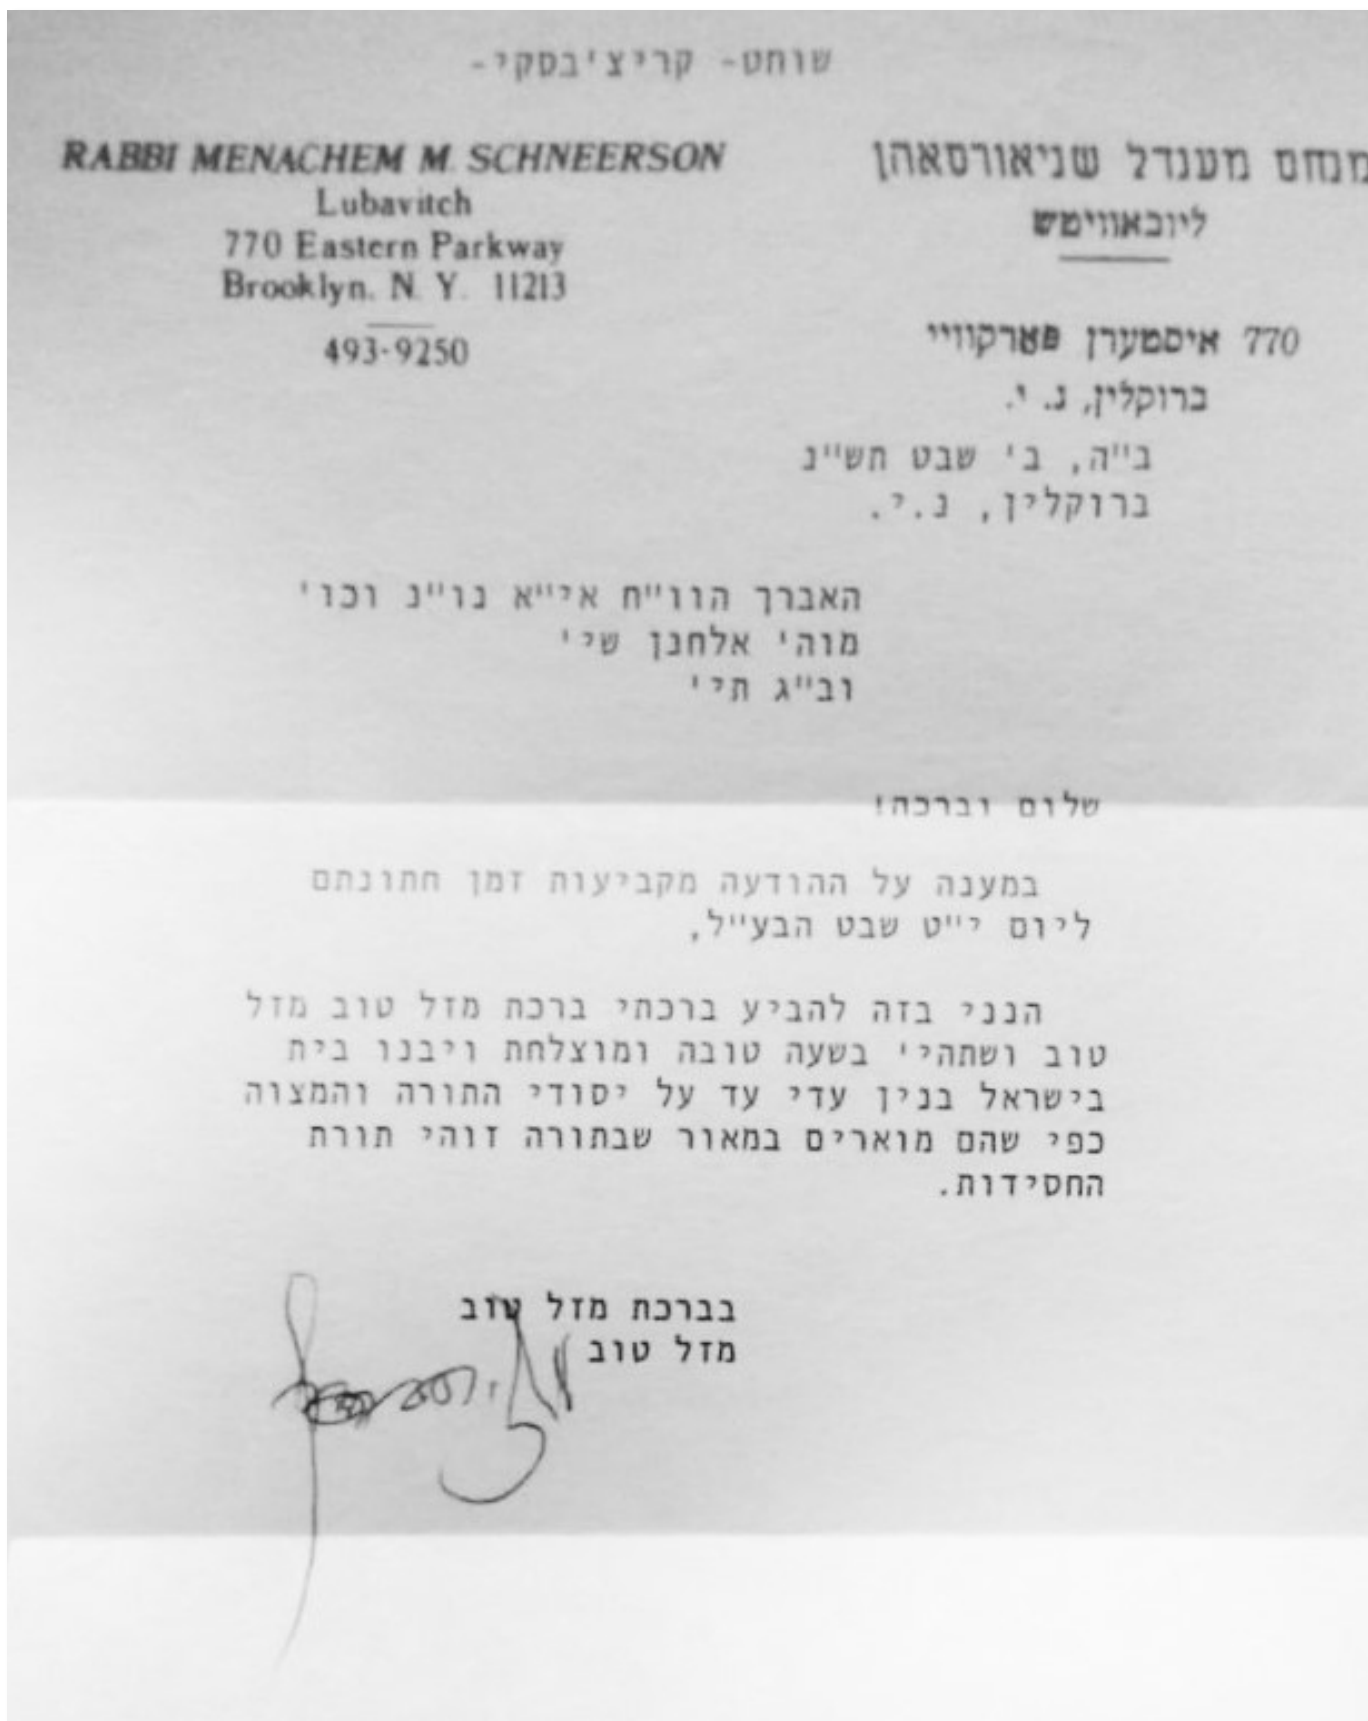 שוחט- קריצ'בסקי-
RABBI MENACHEM M. SCHNEERSON
Lubavitch
770 Eastern Parkway
Brooklyn, N. Y. 11213
493-9250
מנחם מענדל שניאורסאהן
ליובאוויטש
770 איסטערן פארקוויי
ברוקלין, נ. י.
ב"ה, ב' שבט תש"נ
ברוקלין, נ.י.
האברך הוו"ח אי"א נו"נ וכו'
מוה' אלחנן שי'
וב"ג תי'
שלום וברכה!
במענה על ההודעה מקביעות זמן חתונתם
ליום י"ט שבט הבע"ל,
הנני בזה להביע ברכתי ברכת מזל טוב מזל
טוב ושתהי' בשעה טובה ומוצלחת ויבנו בית
בישראל בנין עדי עד על יסודי התורה והמצוה
כפי שהם מוארים במאור שבתורה זוהי תורת
החסידות.
בברכת מזל טוב
מזל טוב